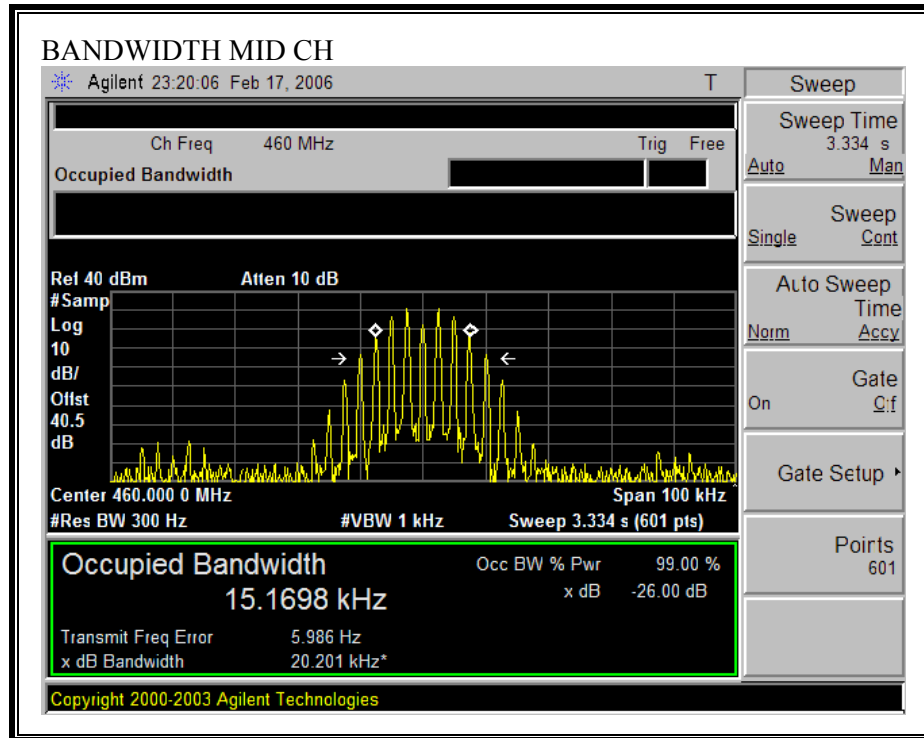 BANDWIDTH MID CH
Agilent 23:20:06 Feb 17, 2006 T
Ch Freq 460 MHz Trig Free
Occupied Bandwidth
Ref 40 dBm Atten 10 dB
#Samp
Log
10
dB/
Offst
40.5
dB
Center 460.000 0 MHz Span 100 kHz
#Res BW 300 Hz #VBW 1 kHz Sweep 3.334 s (601 pts)
Occupied Bandwidth
15.1698 kHz
Occ BW % Pwr 99.00 %
x dB -26.00 dB
Transmit Freq Error 5.986 Hz
x dB Bandwidth 20.201 kHz*
Copyright 2000-2003 Agilent Technologies
Sweep
Sweep Time
3.334 s
Auto Man
Sweep
Single Cont
Auto Sweep
Time
Norm Accy
Gate
On Off
Gate Setup
Points
601